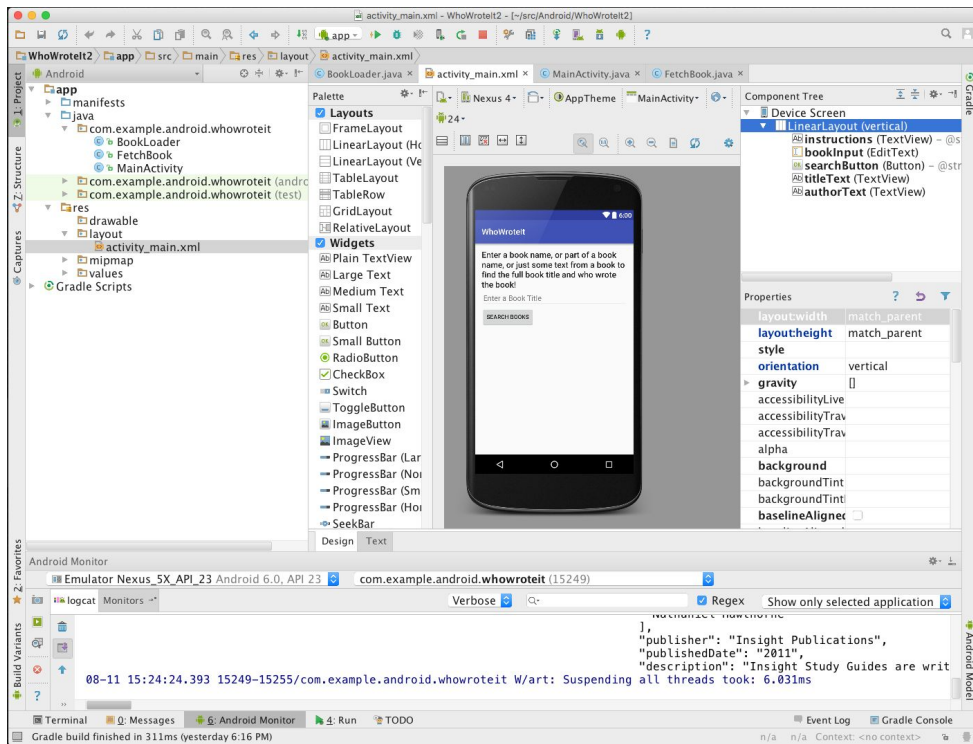 activity_main.xml - WhoWroteIt2 - [~/src/Android/WhoWroteIt2]
app
WhoWroteIt2 app src main res layout activity_main.xml
Android
BookLoader.java × activity_main.xml × MainActivity.java × FetchBook.java ×
1: Project
Z: Structure
Captures
2: Favorites
Build Variants
app
manifests
java
com.example.android.whowroteit
BookLoader
FetchBook
MainActivity
com.example.android.whowroteit (andro
com.example.android.whowroteit (test)
res
drawable
layout
activity_main.xml
mipmap
values
Gradle Scripts
Palette
Layouts
FrameLayout
LinearLayout (Ho
LinearLayout (Ve
TableLayout
TableRow
GridLayout
RelativeLayout
Widgets
Plain TextView
Large Text
Medium Text
Small Text
Button
Small Button
RadioButton
CheckBox
Switch
ToggleButton
ImageButton
ImageView
ProgressBar (Lar
ProgressBar (Nor
ProgressBar (Sm
ProgressBar (Hor
SeekBar
Nexus 4 AppTheme MainActivity
24
6:00
WhoWroteIt
Enter a book name, or part of a book
name, or just some text from a book to
find the full book title and who wrote
the book!
Enter a Book Title
SEARCH BOOKS
Design Text
Component Tree
Device Screen
LinearLayout (vertical)
instructions (TextView) – @s
bookInput (EditText)
searchButton (Button) – @str
titleText (TextView)
authorText (TextView)
Properties
layout:width match_parent
layout:height match_parent
style
orientation vertical
gravity []
accessibilityLive
accessibilityTrav
accessibilityTrav
alpha
background
backgroundTint
backgroundTint
baselineAligned
Gradle
Android Model
Android Monitor
Emulator Nexus_5X_API_23 Android 6.0, API 23 com.example.android.whowroteit (15249)
logcat Monitors Verbose Regex Show only selected application
],
"publisher": "Insight Publications",
"publishedDate": "2011",
"description": "Insight Study Guides are writ
08-11 15:24:24.393 15249-15255/com.example.android.whowroteit W/art: Suspending all threads took: 6.031ms
Terminal 0: Messages 6: Android Monitor 4: Run TODO Event Log Gradle Console
Gradle build finished in 311ms (yesterday 6:16 PM) n/a n/a Context: <no context>